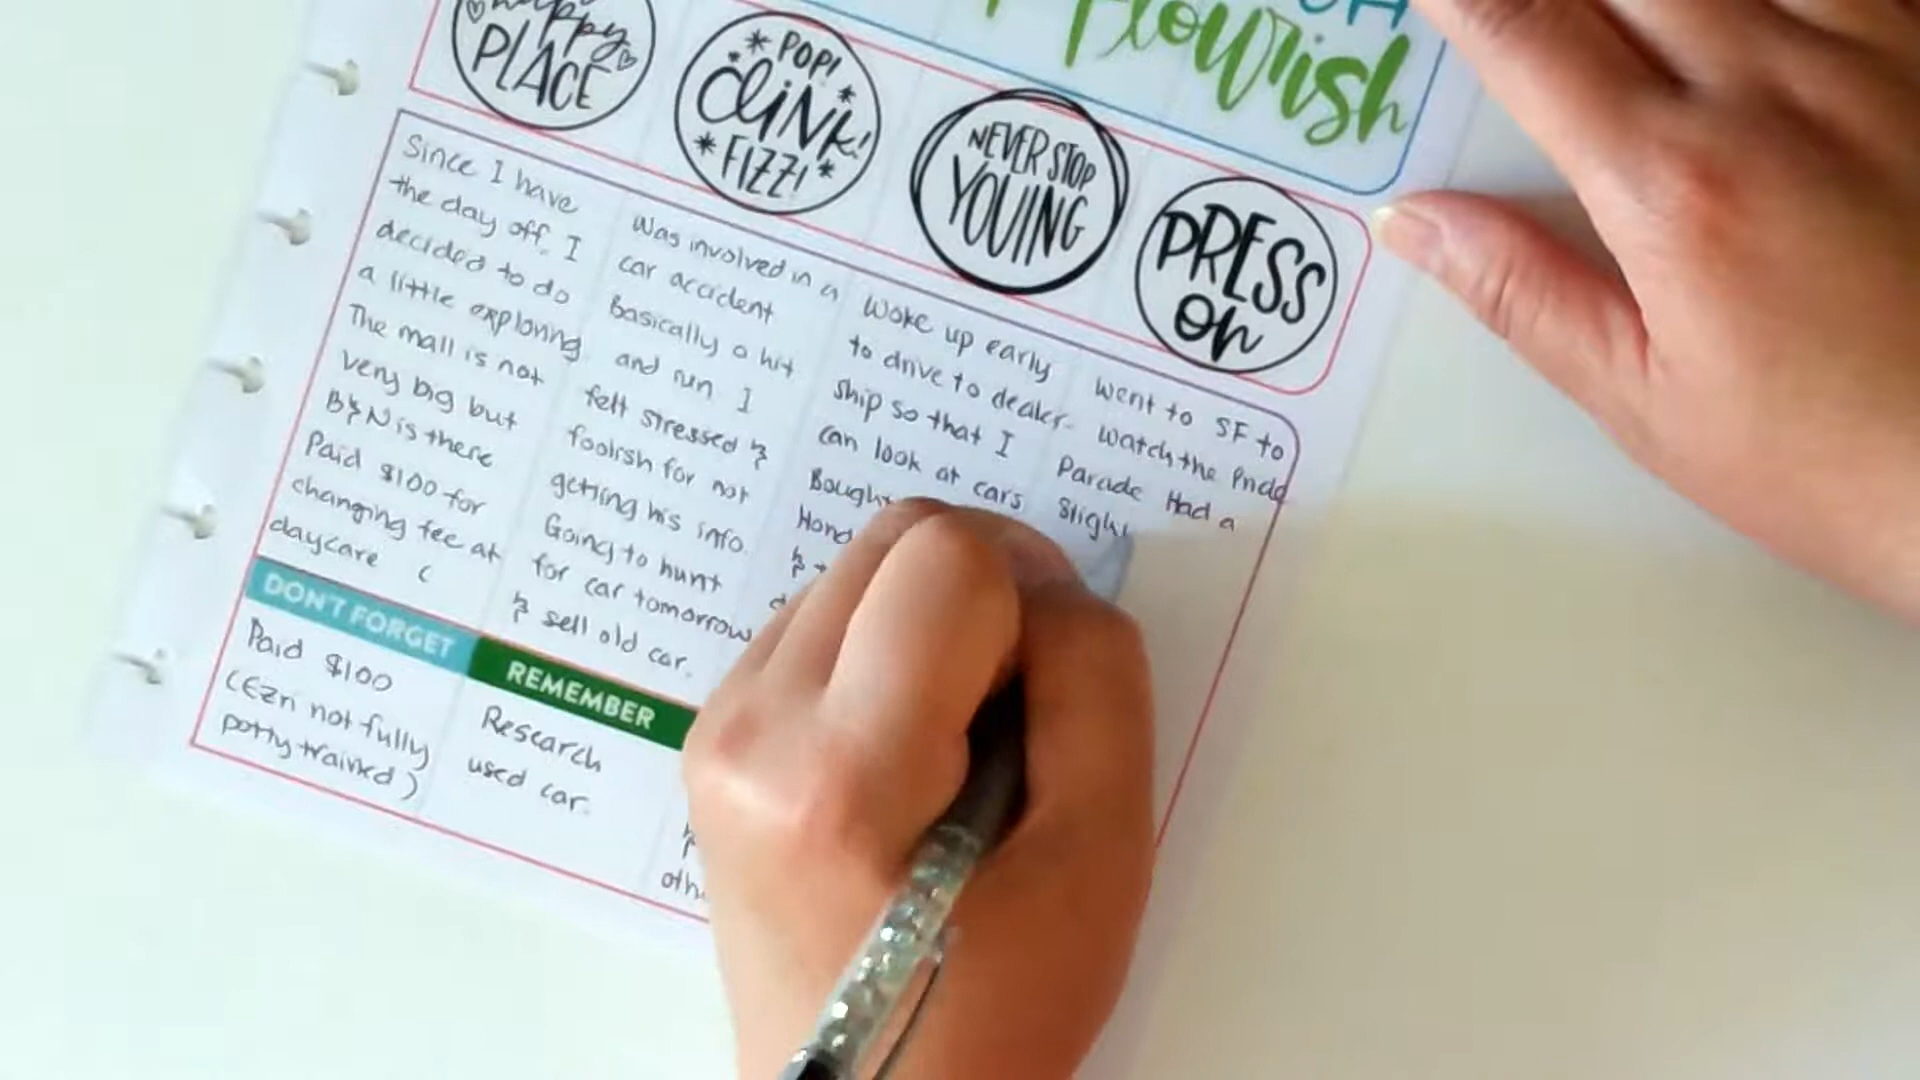 flourish
happy
PLACE
POP!
CLINK!
FIZZ!
NEVER STOP
YOUING
PRESS
on
Since I have
the day off. I
decided to do
a little exploring
The mall is not
very big but
B&N is there
Paid $100 for
changing fee at
daycare (
Was involved in a
car accident
Basically a hit
and run I
felt stressed &
foolish for not
getting his info.
Going to hunt
for car tomorrow
& sell old car.
Woke up early
to drive to dealer-
ship so that I
can look at cars
Bought
Hond
&
Went to SF to
watch the Pride
Parade Had a
Slight
DON'T FORGET
Paid $100
(Ezri not fully
potty trained)
REMEMBER
Research
used car.
&
oth